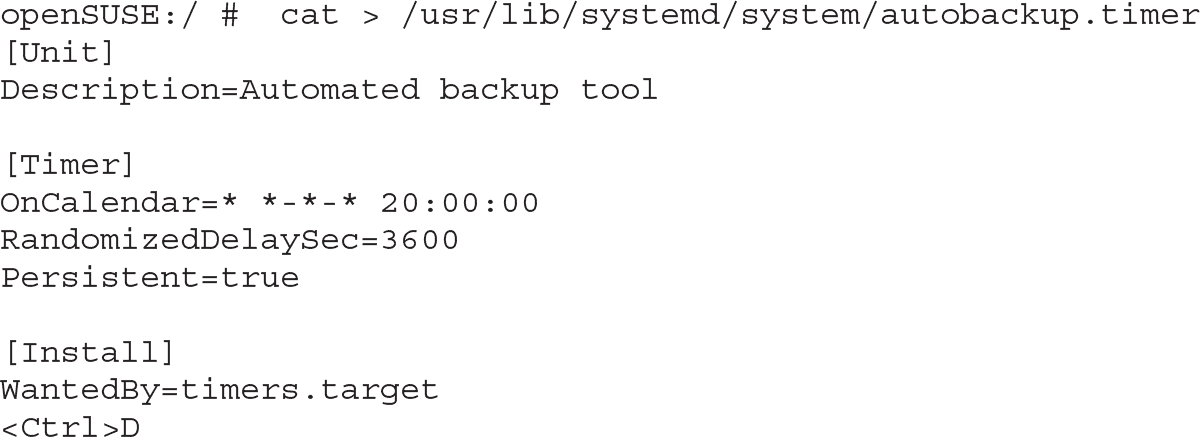 openSUSE:/ #  cat > /usr/lib/systemd/system/autobackup.timer
[Unit]
Description=Automated backup tool
[Timer]
OnCalendar=* *-*-* 20:00:00
RandomizedDelaySec=3600
Persistent=true
[Install]
WantedBy=timers.target
<Ctrl>D